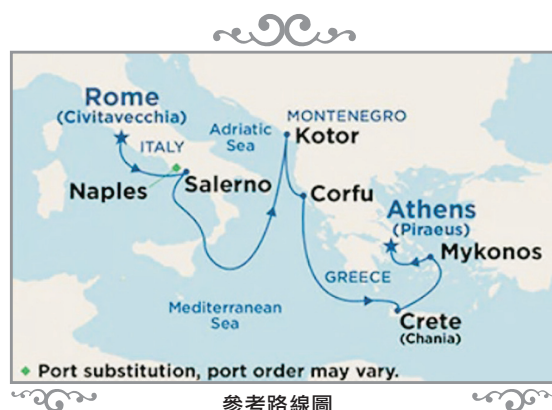 Rome
(Civitavecchia)
ITALY
Adriatic
Sea
MONTENEGRO
Kotor
Naples
Salerno
Corfu
Athens
(Piraeus)
Mykonos
GREECE
Mediterranean
Sea
Crete
(Chania)
Port substitution, port order may vary.
參考路線圖